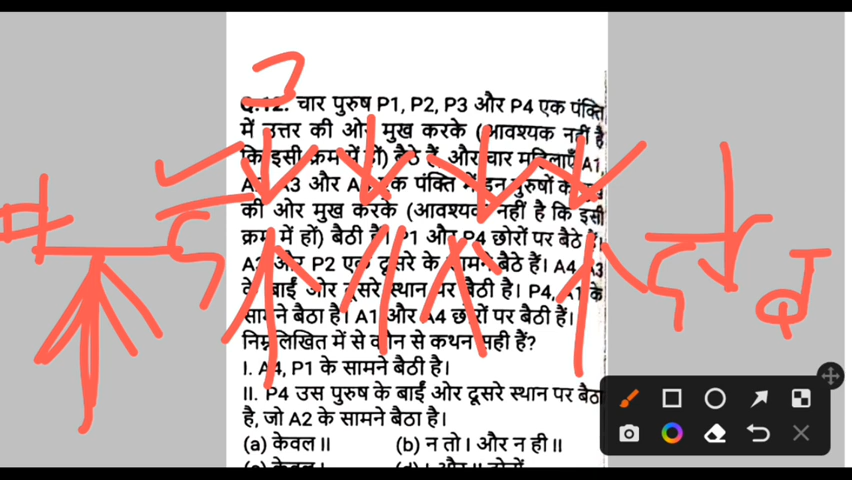 उ
Q.12. चार पुरुष P1, P2, P3 और P4 एक पंक्ति
में उत्तर की ओर मुख करके (आवश्यक नहीं है
कि इसी क्रम में हों) बैठे हैं और चार महिलाएँ A1,
A3 और एक पंक्ति में इन पुरुषों
की ओर मुख करके (आवश्यक नहीं है कि इसी
क्रम में हों) बैठी हैं। P1 और P4 छोरों पर बैठे हैं।
और P2 एक दूसरे के सामने बैठे हैं। A4, A3
के बाईं ओर दूसरे स्थान पर बैठी है। P4, A1 के
सामने बैठा है। A1 और A4 छोरों पर बैठी हैं।
निम्नलिखित में से कौन से कथन सही हैं?
I. A4, P1 के सामने बैठी है।
II. P4 उस पुरुष के बाईं ओर दूसरे स्थान पर बैठा
है, जो A2 के सामने बैठा है।
(a) केवल II (b) न तो I और न ही II
द
द